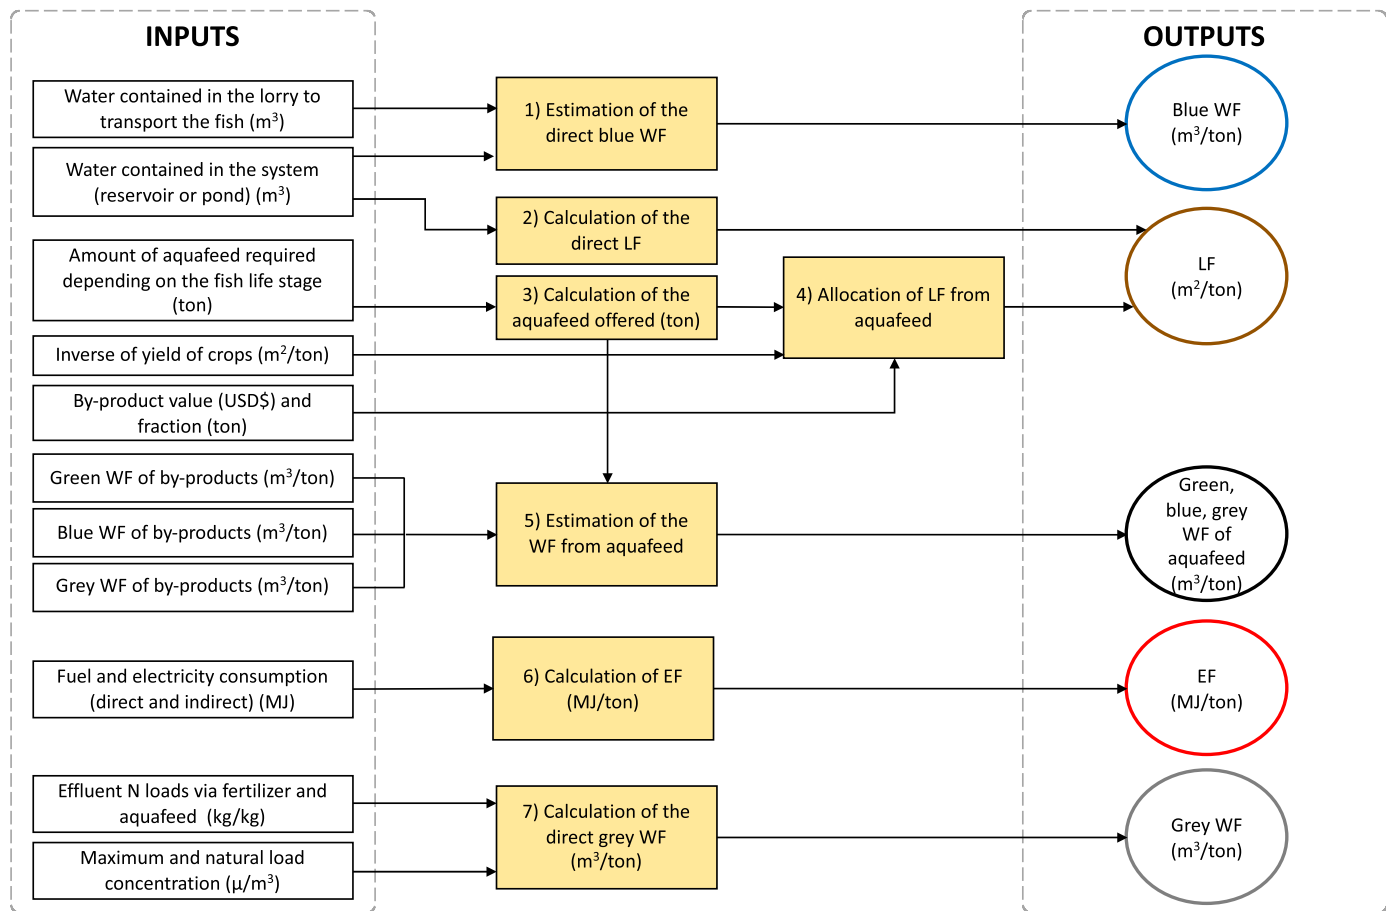 INPUTS
Water contained in the lorry to
transport the fish (m³)
Water contained in the system
(reservoir or pond) (m³)
Amount of aquafeed required
depending on the fish life stage
(ton)
Inverse of yield of crops (m²/ton)
By-product value (USD$) and
fraction (ton)
Green WF of by-products (m³/ton)
Blue WF of by-products (m³/ton)
Grey WF of by-products (m³/ton)
Fuel and electricity consumption
(direct and indirect) (MJ)
Effluent N loads via fertilizer and
aquafeed  (kg/kg)
Maximum and natural load
concentration (µ/m³)
1) Estimation of the
direct blue WF
2) Calculation of the
direct LF
3) Calculation of the
aquafeed offered (ton)
4) Allocation of LF from
aquafeed
5) Estimation of the
WF from aquafeed
6) Calculation of EF
(MJ/ton)
7) Calculation of the
direct grey WF
(m³/ton)
OUTPUTS
Blue WF
(m³/ton)
LF
(m²/ton)
Green,
blue, grey
WF of
aquafeed
(m³/ton)
EF
(MJ/ton)
Grey WF
(m³/ton)